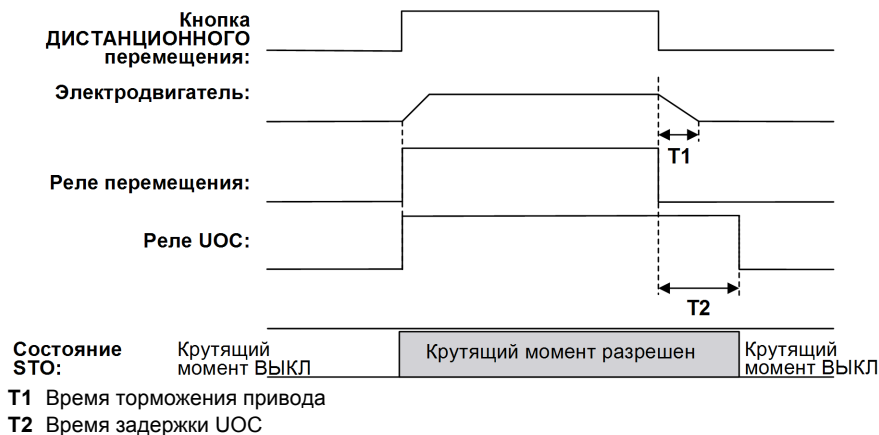 Кнопка
ДИСТАНЦИОННОГО
перемещения:
Электродвигатель:
T1
Реле перемещения:
Реле UOC:
T2
Состояние
STO:
Крутящий
момент ВЫКЛ
Крутящий момент разрешен
Крутящий
момент ВЫКЛ
T1 Время торможения привода
T2 Время задержки UOC